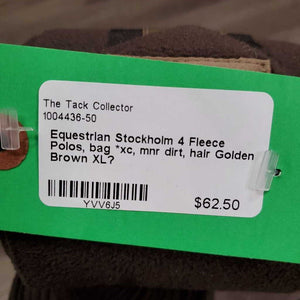 The Tack Collector
1004436-50
Equestrian Stockholm 4 Fleece
Polos, bag *xc, mnr dirt, hair Golden
Brown XL?
YVV6J5
$62.50